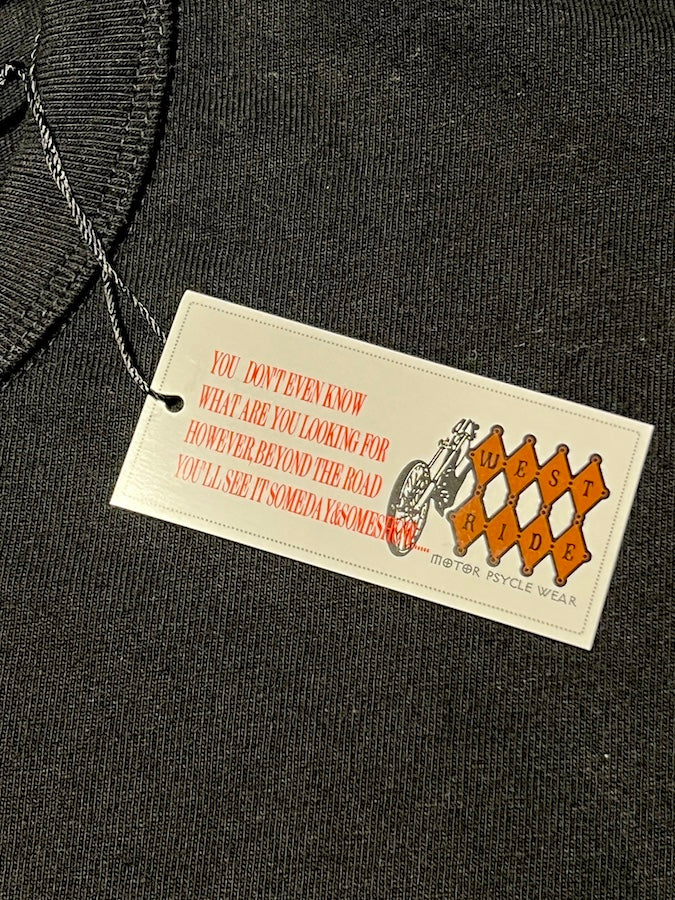 YOU DON'T EVEN KNOW
WHAT ARE YOU LOOKING FOR
HOWEVER,BEYOND THE ROAD
YOU'LL SEE IT SOMEDAY&
WEST
RIDE
MOTOR PSYCLE WEAR